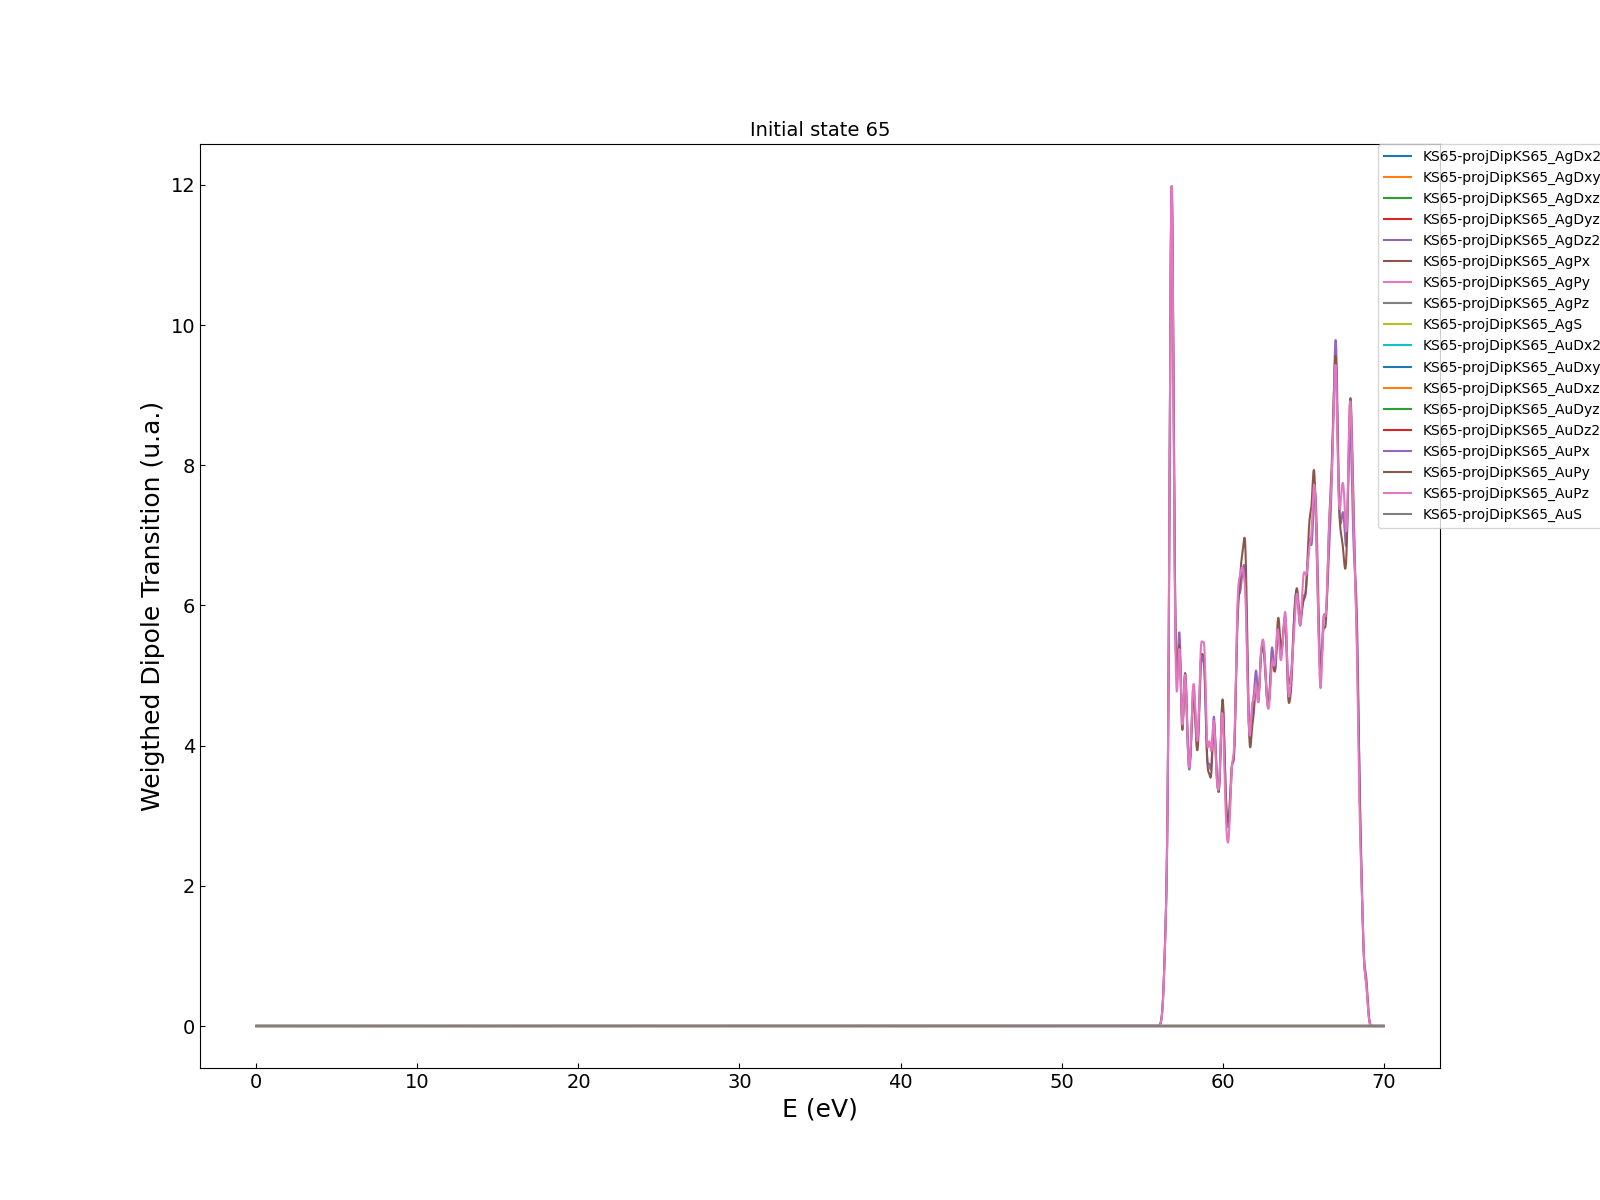 Initial state 65
KS65-projDipKS65_AgDx2
KS65-projDipKS65_AgDxy
KS65-projDipKS65_AgDxz
KS65-projDipKS65_AgDyz
KS65-projDipKS65_AgDz2
KS65-projDipKS65_AgPx
KS65-projDipKS65_AgPy
KS65-projDipKS65_AgPz
KS65-projDipKS65_AgS
KS65-projDipKS65_AuDx2
KS65-projDipKS65_AuDxy
KS65-projDipKS65_AuDxz
KS65-projDipKS65_AuDyz
KS65-projDipKS65_AuDz2
KS65-projDipKS65_AuPx
KS65-projDipKS65_AuPy
KS65-projDipKS65_AuPz
KS65-projDipKS65_AuS
12
10
8
6
4
2
0
Weigthed Dipole Transition (u.a.)
0 10 20 30 40 50 60 70
E (eV)